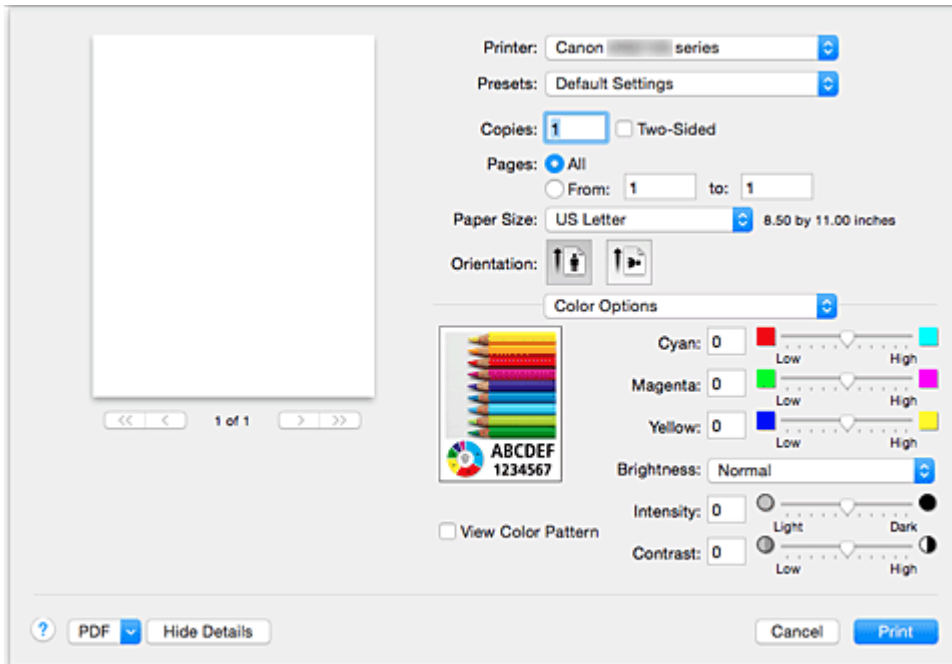 Printer: Canon series
Presets: Default Settings
Copies: 1 Two-Sided
Pages: All
From: 1 to: 1
Paper Size: US Letter 8.50 by 11.00 inches
Orientation:
Color Options
Cyan: 0
Low High
Magenta: 0
Low High
Yellow: 0
Low High
ABCDEF
1234567
Brightness: Normal
Intensity: 0
Light Dark
View Color Pattern
Contrast: 0
Low High
<< < 1 of 1 > >>
? PDF Hide Details Cancel Print